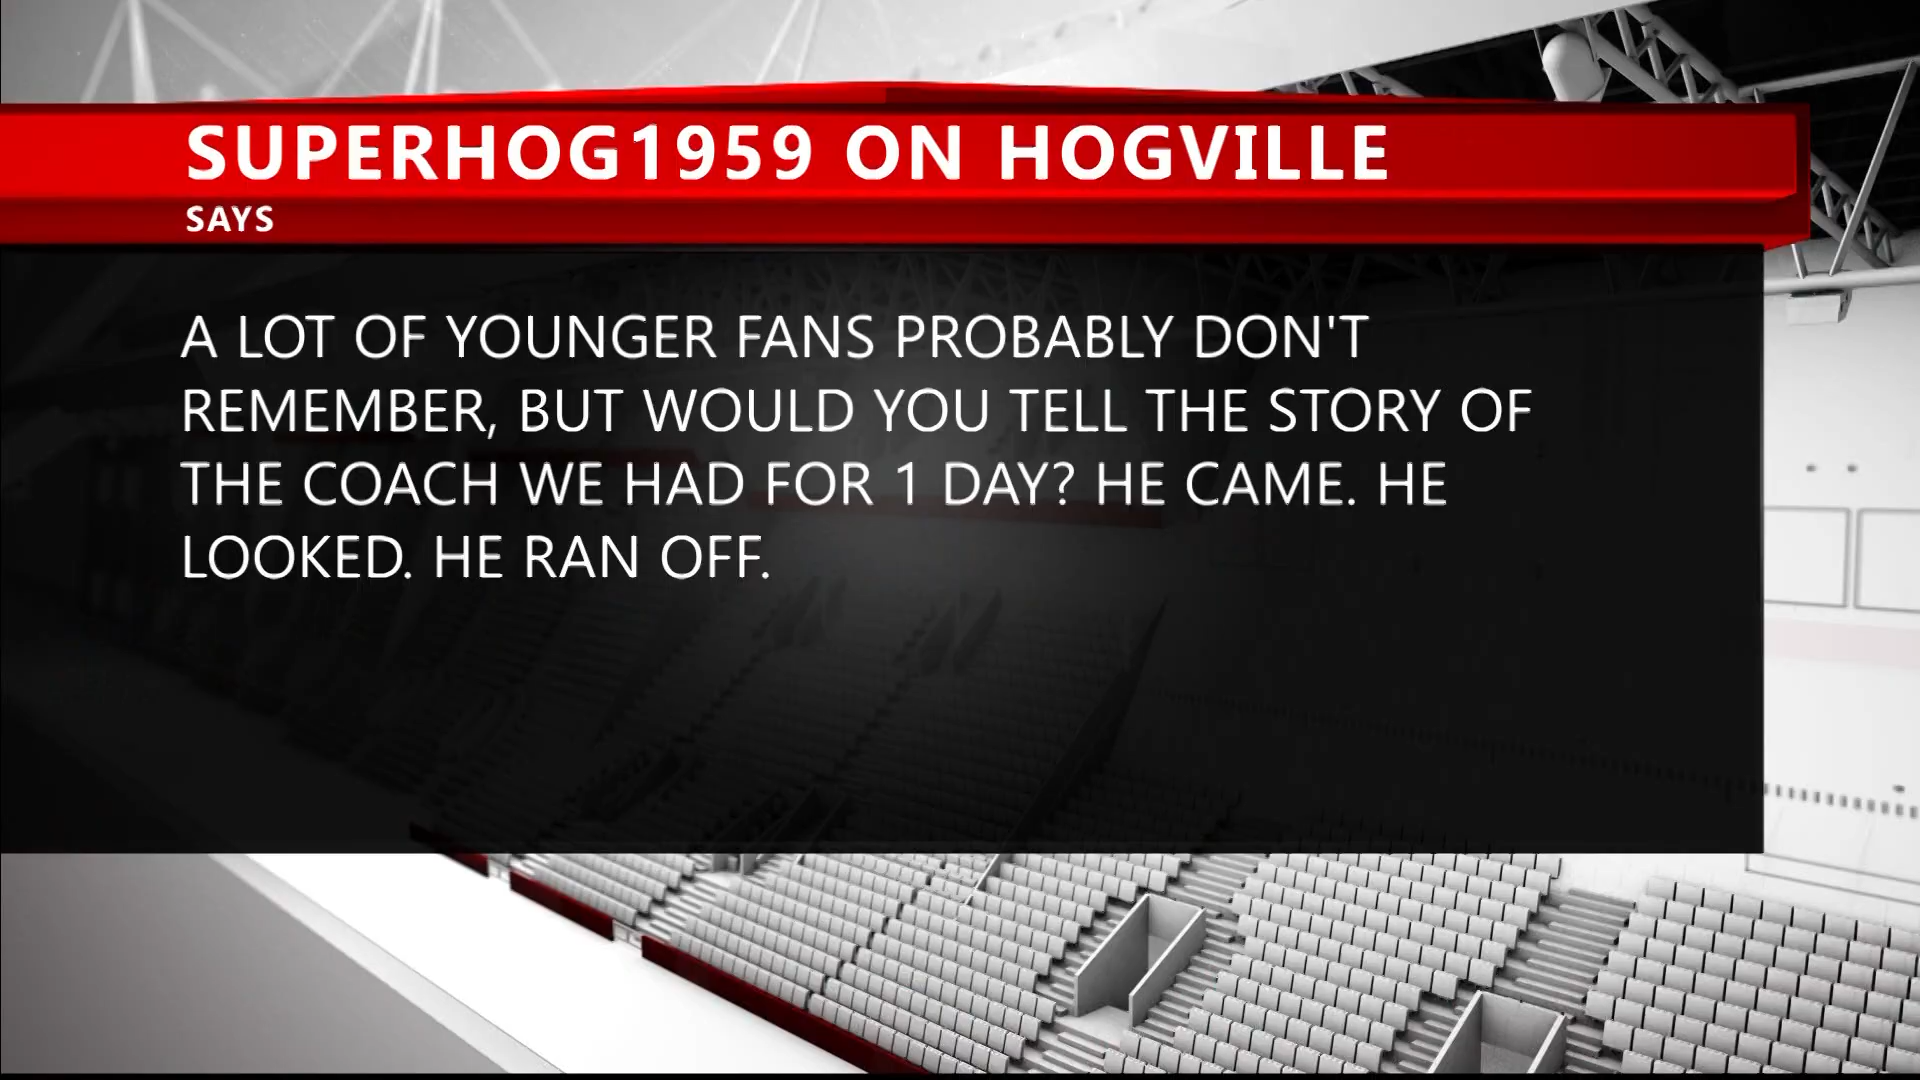 SUPERHOG1959 ON HOGVILLE
SAYS
A LOT OF YOUNGER FANS PROBABLY DON'T
REMEMBER, BUT WOULD YOU TELL THE STORY OF
THE COACH WE HAD FOR 1 DAY? HE CAME. HE
LOOKED. HE RAN OFF.